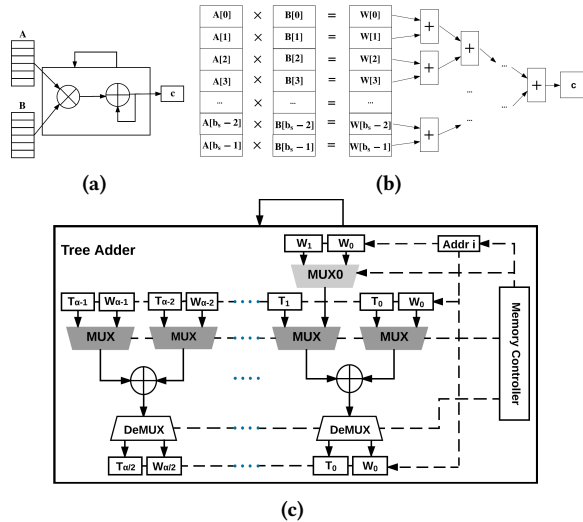 A
B
c
(a)
A[0] × B[0] = W[0]
A[1] × B[1] = W[1]
A[2] × B[2] = W[2]
A[3] × B[3] = W[3]
... × ... = ...
A[bₛ − 2] × B[bₛ − 2] = W[bₛ − 2]
A[bₛ − 1] × B[bₛ − 1] = W[bₛ − 1]
+ + + + +
... ... ... ... ...
c
(b)
Tree Adder
W₁ W₀ Addr i
MUX0
Tα-1 Wα-1 Tα-2 Wα-2 T₁ T₀ W₀
MUX MUX MUX MUX
Memory Controller
DeMUX DeMUX
Tα/2 Wα/2 T₀ W₀
(c)